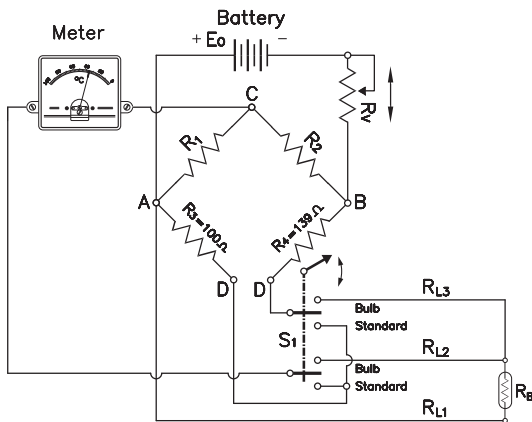 Battery
+ Eo −
Meter
°C
C
Rv
R1
R2
A
B
R3=100Ω
R4=139Ω
D
D
RL3
Bulb
Standard
S1
RL2
Bulb
Standard
RB
RL1